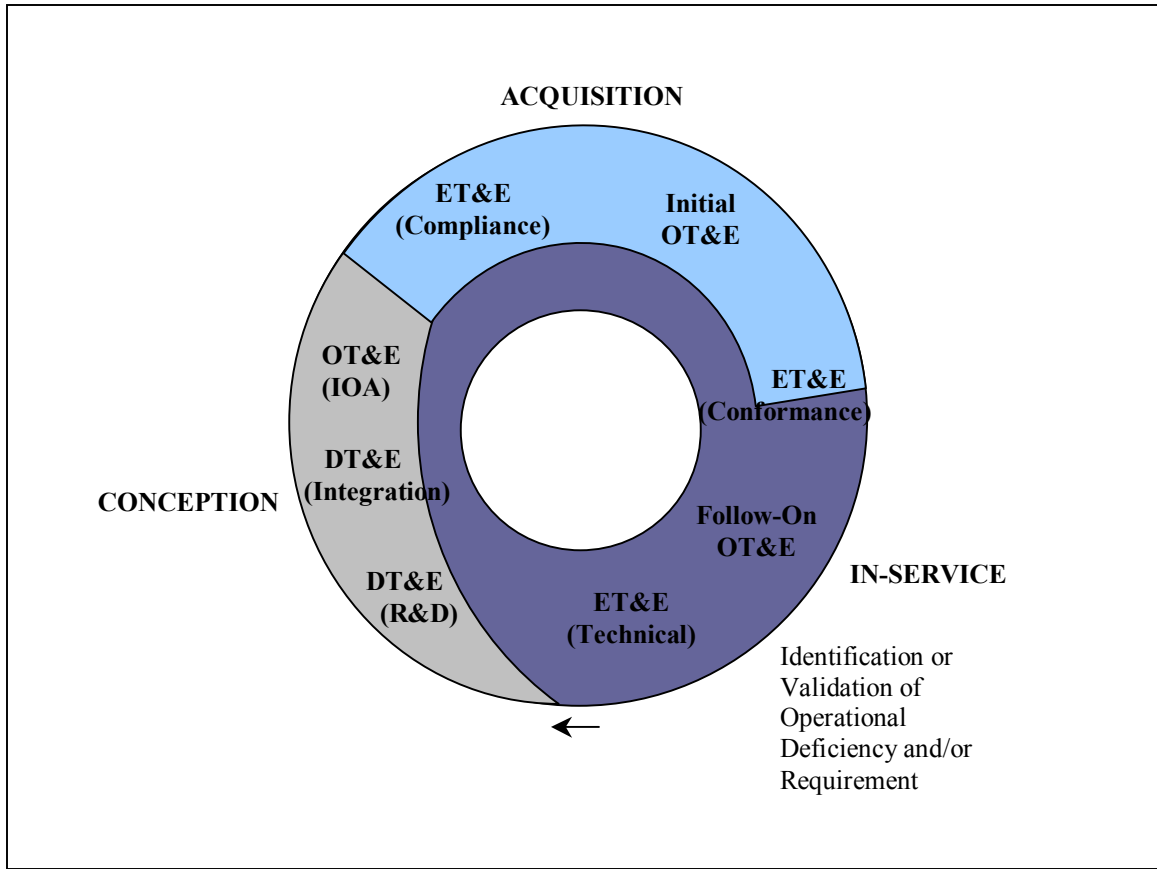 ACQUISITION
ET&E
(Compliance)
Initial
OT&E
OT&E
(IOA)
ET&E
(Conformance)
DT&E
(Integration)
CONCEPTION
Follow-On
OT&E
IN-SERVICE
DT&E
(R&D)
ET&E
(Technical)
Identification or
Validation of
Operational
Deficiency and/or
Requirement